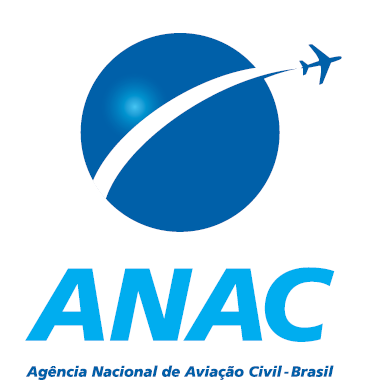 ANAC
Agência Nacional de Aviação Civil - Brasil